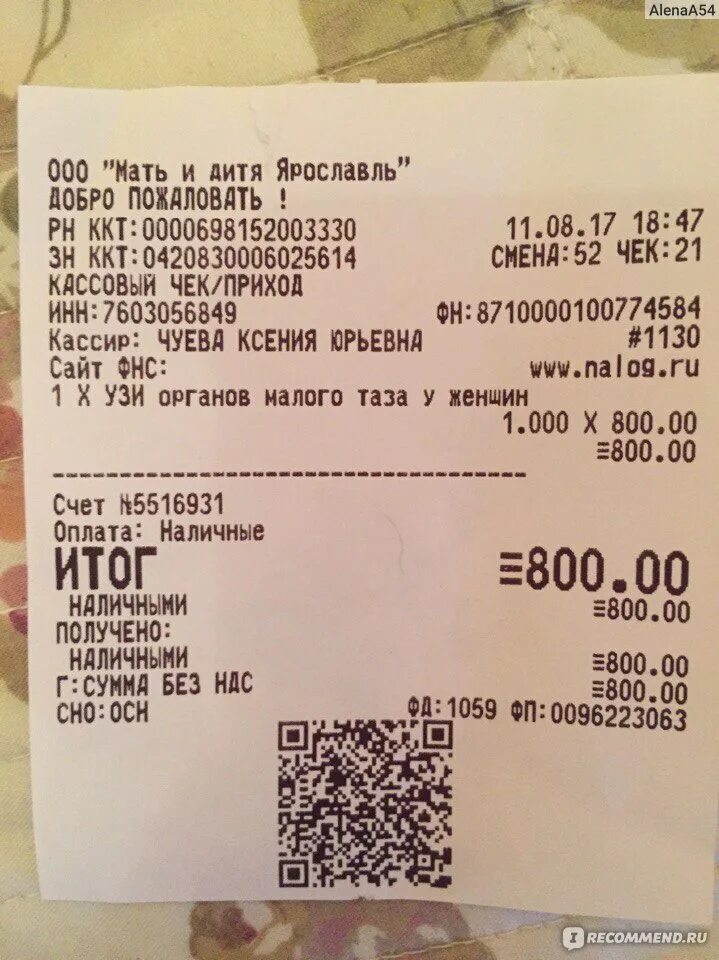 AlenaA54
ООО "Мать и дитя Ярославль"
ДОБРО ПОЖАЛОВАТЬ !
РН ККТ:0000698152003330 11.08.17 18:47
ЗН ККТ:0420830006025614 СМЕНА:52 ЧЕК:21
КАССОВЫЙ ЧЕК/ПРИХОД
ИНН:7603056849 ФН:8710000100774584
Кассир: ЧУЕВА КСЕНИЯ ЮРЬЕВНА #1130
Сайт ФНС: www.nalog.ru
1 X УЗИ органов малого таза у женщин
1.000 X 800.00
≡800.00
Счет №5516931
Оплата: Наличные
ИТОГ ≡800.00
НАЛИЧНЫМИ ≡800.00
ПОЛУЧЕНО:
НАЛИЧНЫМИ ≡800.00
Г:СУММА БЕЗ НДС ≡800.00
СНО:ОСН ФД:1059 ФП:0096223063
IRECOMMEND.RU